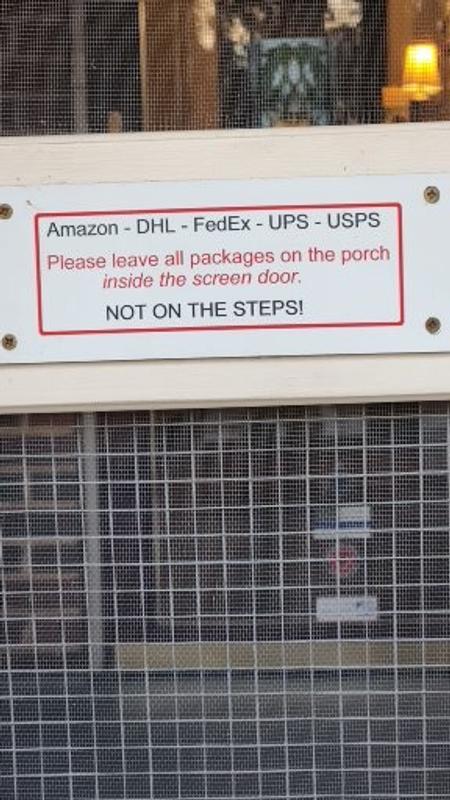 Amazon - DHL - FedEx - UPS - USPS
Please leave all packages on the porch
inside the screen door.
NOT ON THE STEPS!